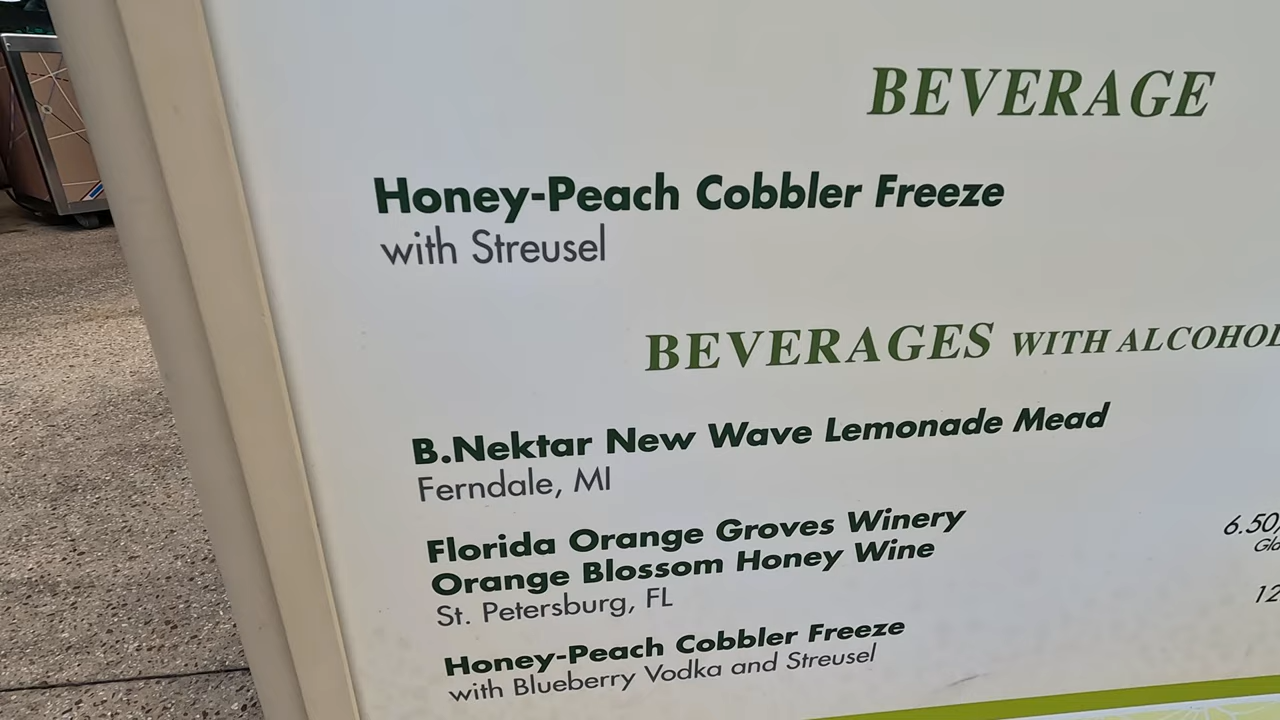 BEVERAGE
Honey-Peach Cobbler Freeze
with Streusel
BEVERAGES WITH ALCOHOL
B.Nektar New Wave Lemonade Mead
Ferndale, MI
Florida Orange Groves Winery
Orange Blossom Honey Wine
6.50
St. Petersburg, FL
12
Honey-Peach Cobbler Freeze
with Blueberry Vodka and Streusel